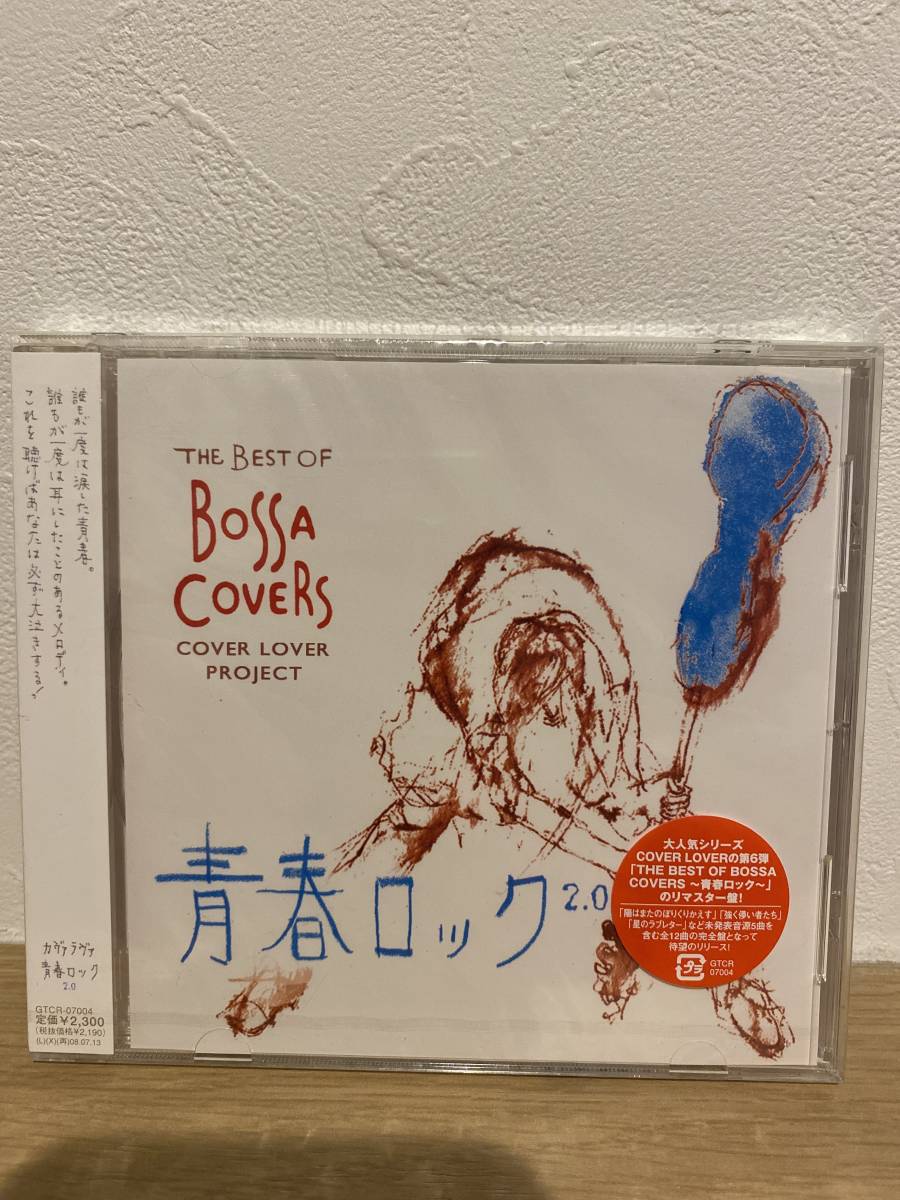 誰もが一度は涙した青春。
誰もが一度は耳にしたことのあるメロディ。
これを聴けばあなたは必ず大泣きする!
カヴァラヴァ
青春ロック
2.0
GTCR-07004
定価¥2,300
(税抜価格¥2,190)
(L)(X)(再)08.07.13
THE BEST OF
BOSSA
COVERS
COVER LOVER
PROJECT
青春ロック 2.0
大人気シリーズ
COVER LOVERの第6弾
「THE BEST OF BOSSA
COVERS ～青春ロック～」
のリマスター盤!
「陽はまたのぼりくりかえす」「強く儚い者たち」
「星のラブレター」など未発表音源5曲を
含む全12曲の完全盤となって
待望のリリース!
プラ
GTCR
07004